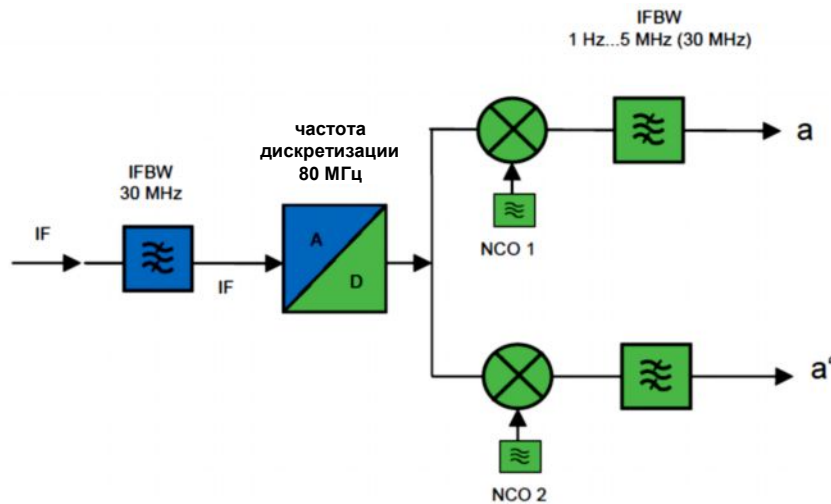 IFBW
1 Hz...5 MHz (30 MHz)
a
частота
дискретизации
80 МГц
IFBW
30 MHz
NCO 1
IF
A
D
IF
a'
NCO 2